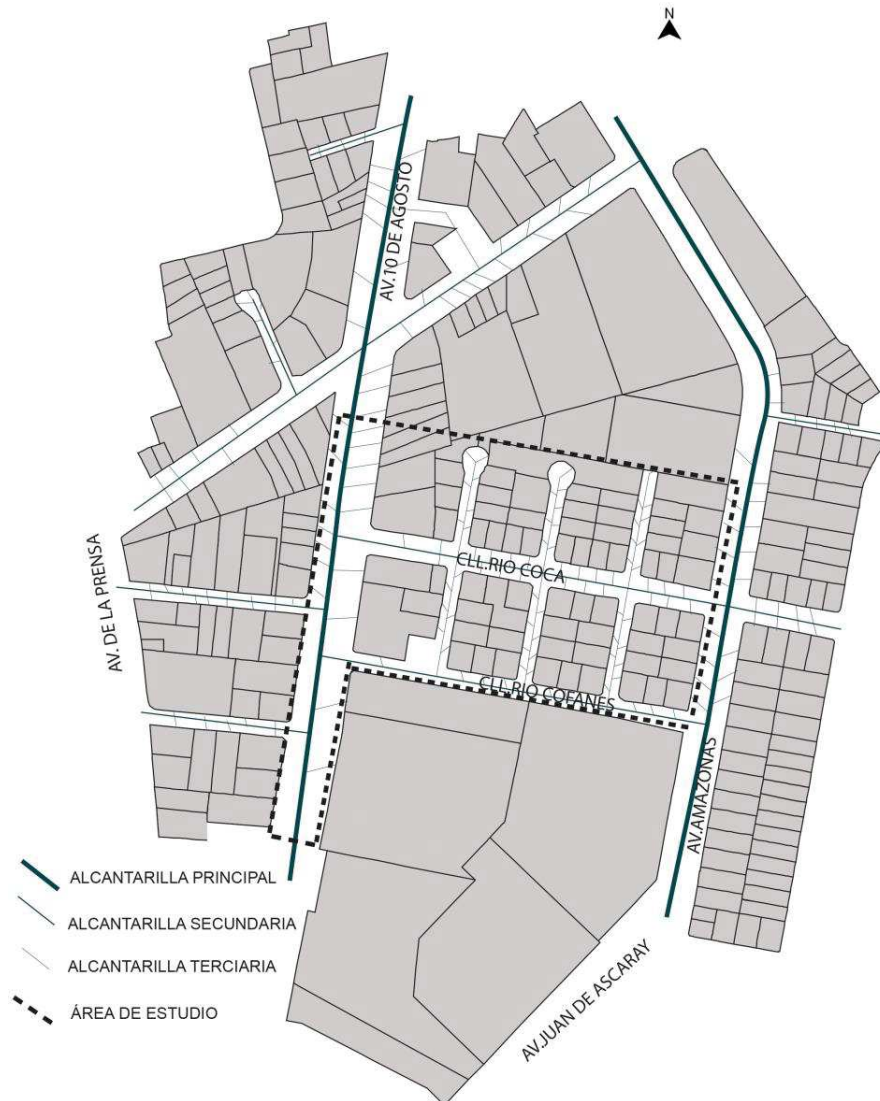 N
AV.10 DE AGOSTO
CLL.RIO COCA
AV. DE LA PRENSA
CLL.RIO COFANES
AV.AMAZONAS
ALCANTARILLA PRINCIPAL
ALCANTARILLA SECUNDARIA
ALCANTARILLA TERCIARIA
ÁREA DE ESTUDIO
AV.JUAN DE ASCARAY